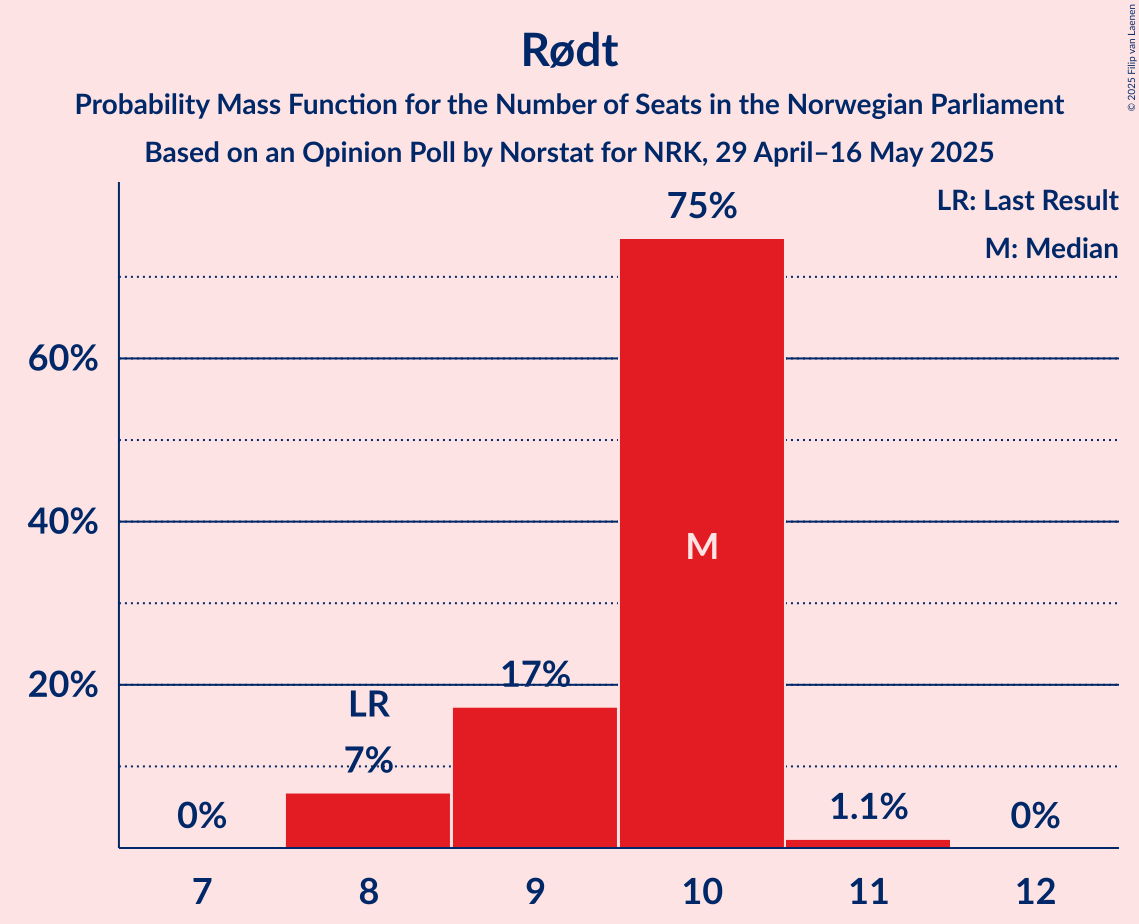 Rødt
Probability Mass Function for the Number of Seats in the Norwegian Parliament
Based on an Opinion Poll by Norstat for NRK, 29 April–16 May 2025
© 2025 Filip van Laenen
LR: Last Result
M: Median
60%
40%
20%
0%
LR
7%
17%
75%
M
1.1%
0%
7
8
9
10
11
12